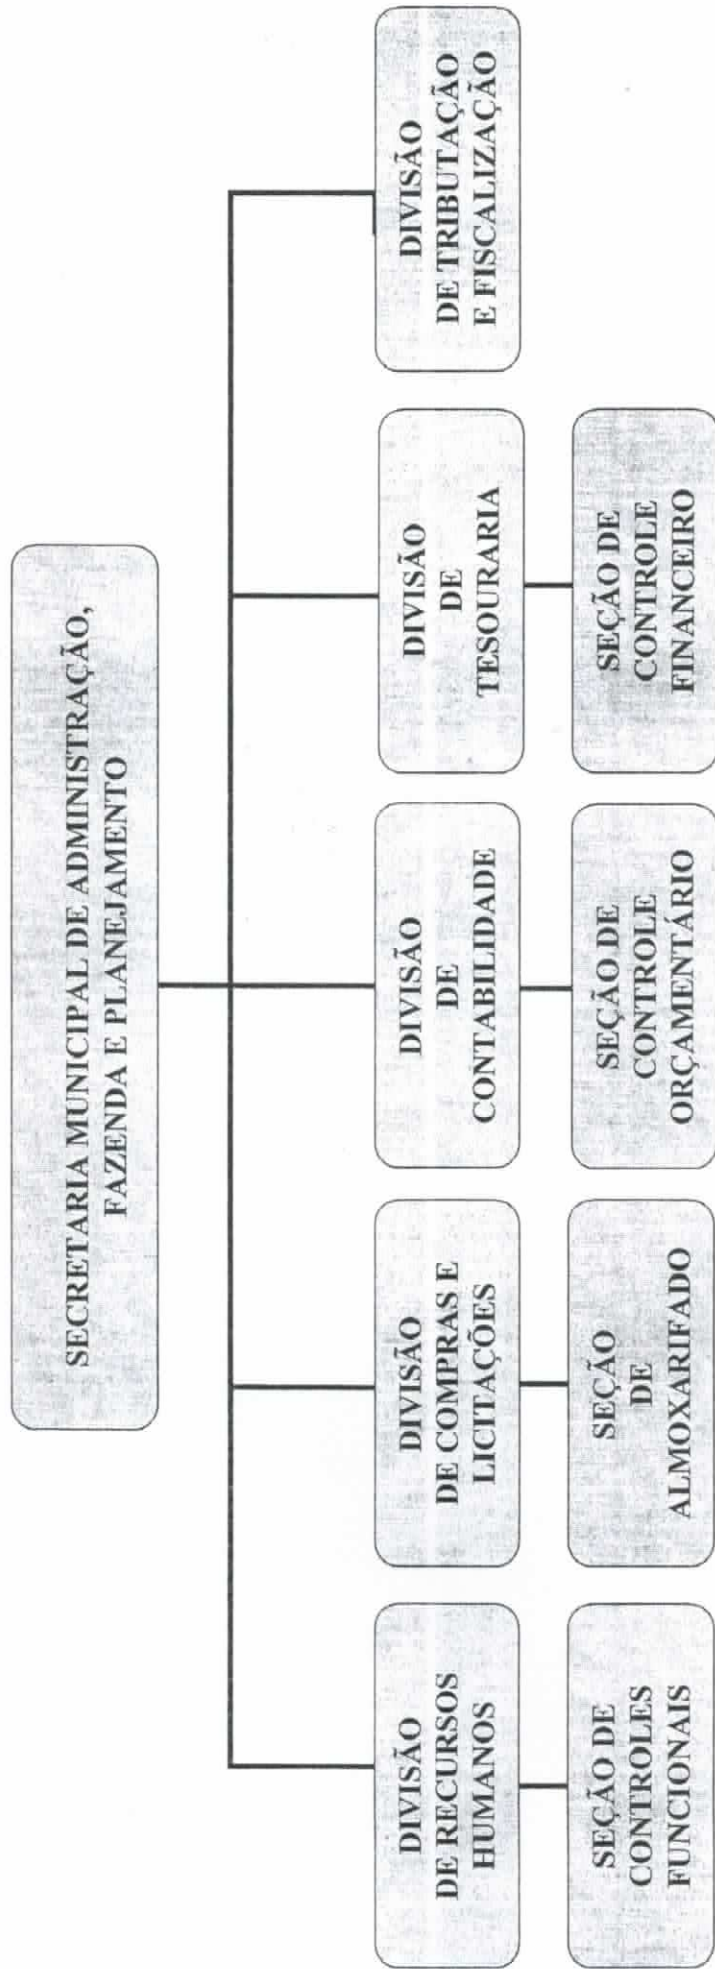 SECRETARIA MUNICIPAL DE ADMINISTRAÇÃO,
FAZENDA E PLANEJAMENTO
DIVISÃO
DE RECURSOS
HUMANOS
DIVISÃO
DE COMPRAS E
LICITAÇÕES
DIVISÃO
DE
CONTABILIDADE
DIVISÃO
DE
TESOURARIA
DIVISÃO
DE TRIBUTAÇÃO
E FISCALIZAÇÃO
SEÇÃO DE
CONTROLES
FUNCIONAIS
SEÇÃO
DE
ALMOXARIFADO
SEÇÃO DE
CONTROLE
ORÇAMENTÁRIO
SEÇÃO DE
CONTROLE
FINANCEIRO